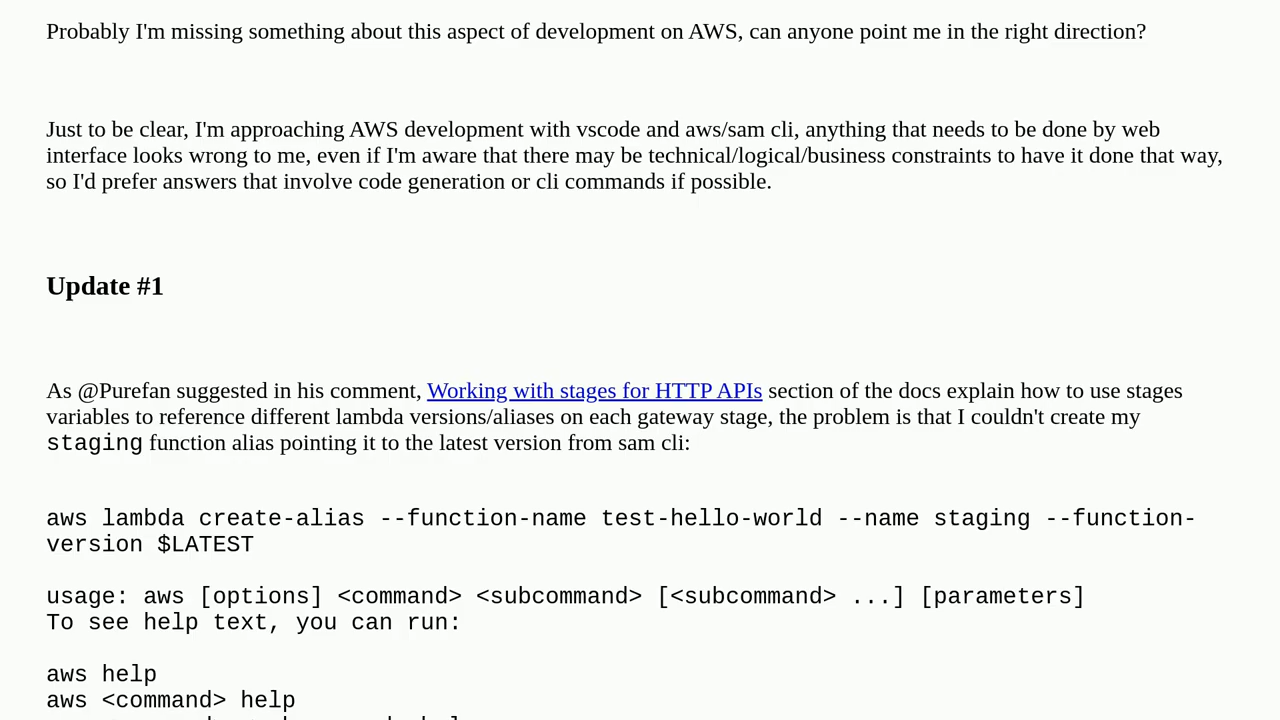 Probably I'm missing something about this aspect of development on AWS, can anyone point me in the right direction?
Just to be clear, I'm approaching AWS development with vscode and aws/sam cli, anything that needs to be done by web
interface looks wrong to me, even if I'm aware that there may be technical/logical/business constraints to have it done that way,
so I'd prefer answers that involve code generation or cli commands if possible.
Update #1
As @Purefan suggested in his comment, Working with stages for HTTP APIs section of the docs explain how to use stages
variables to reference different lambda versions/aliases on each gateway stage, the problem is that I couldn't create my
staging function alias pointing it to the latest version from sam cli:
aws lambda create-alias --function-name test-hello-world --name staging --function-
version $LATEST
usage: aws [options] <command> <subcommand> [<subcommand> ...] [parameters]
To see help text, you can run:
aws help
aws <command> help